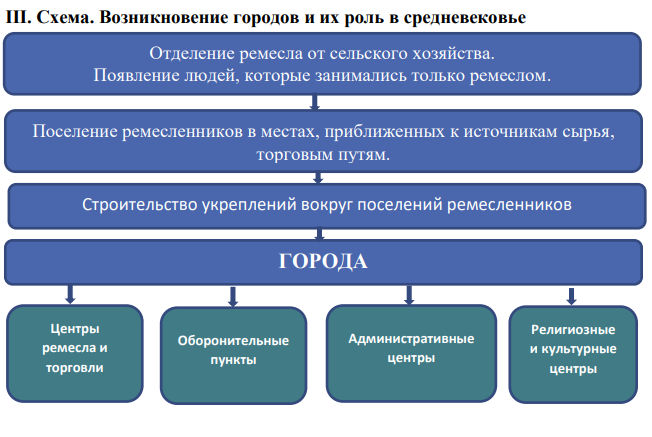 III. Схема. Возникновение городов и их роль в средневековье
Отделение ремесла от сельского хозяйства.
Появление людей, которые занимались только ремеслом.
Поселение ремесленников в местах, приближенных к источникам сырья,
торговым путям.
Строительство укреплений вокруг поселений ремесленников
ГОРОДА
Центры
ремесла и
торговли
Оборонительные
пункты
Административные
центры
Религиозные
и культурные
центры